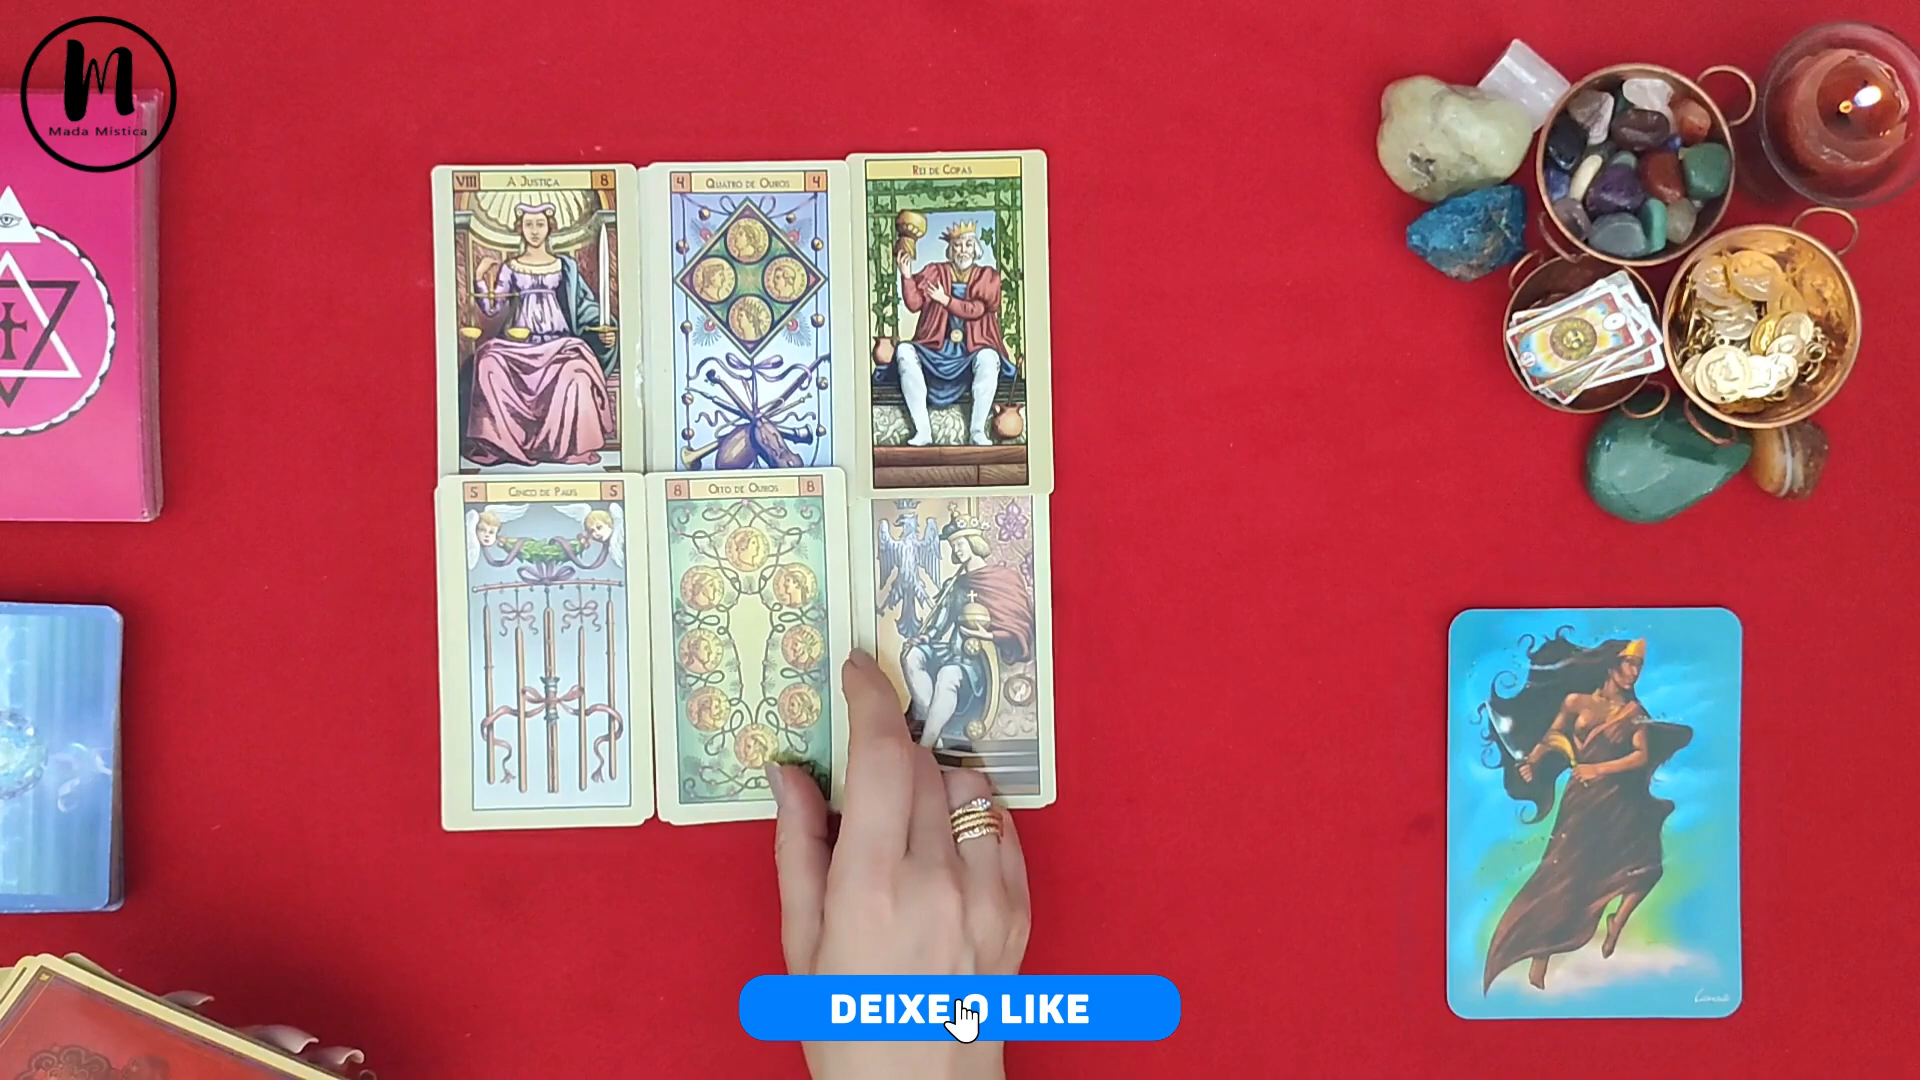 M
Mada Mística
VIII A JUSTIÇA 8
4 QUATRO DE OUROS 4
REI DE COPAS
5 CINCO DE PAUS 5
8 OITO DE OUROS 8
DEIXE O LIKE